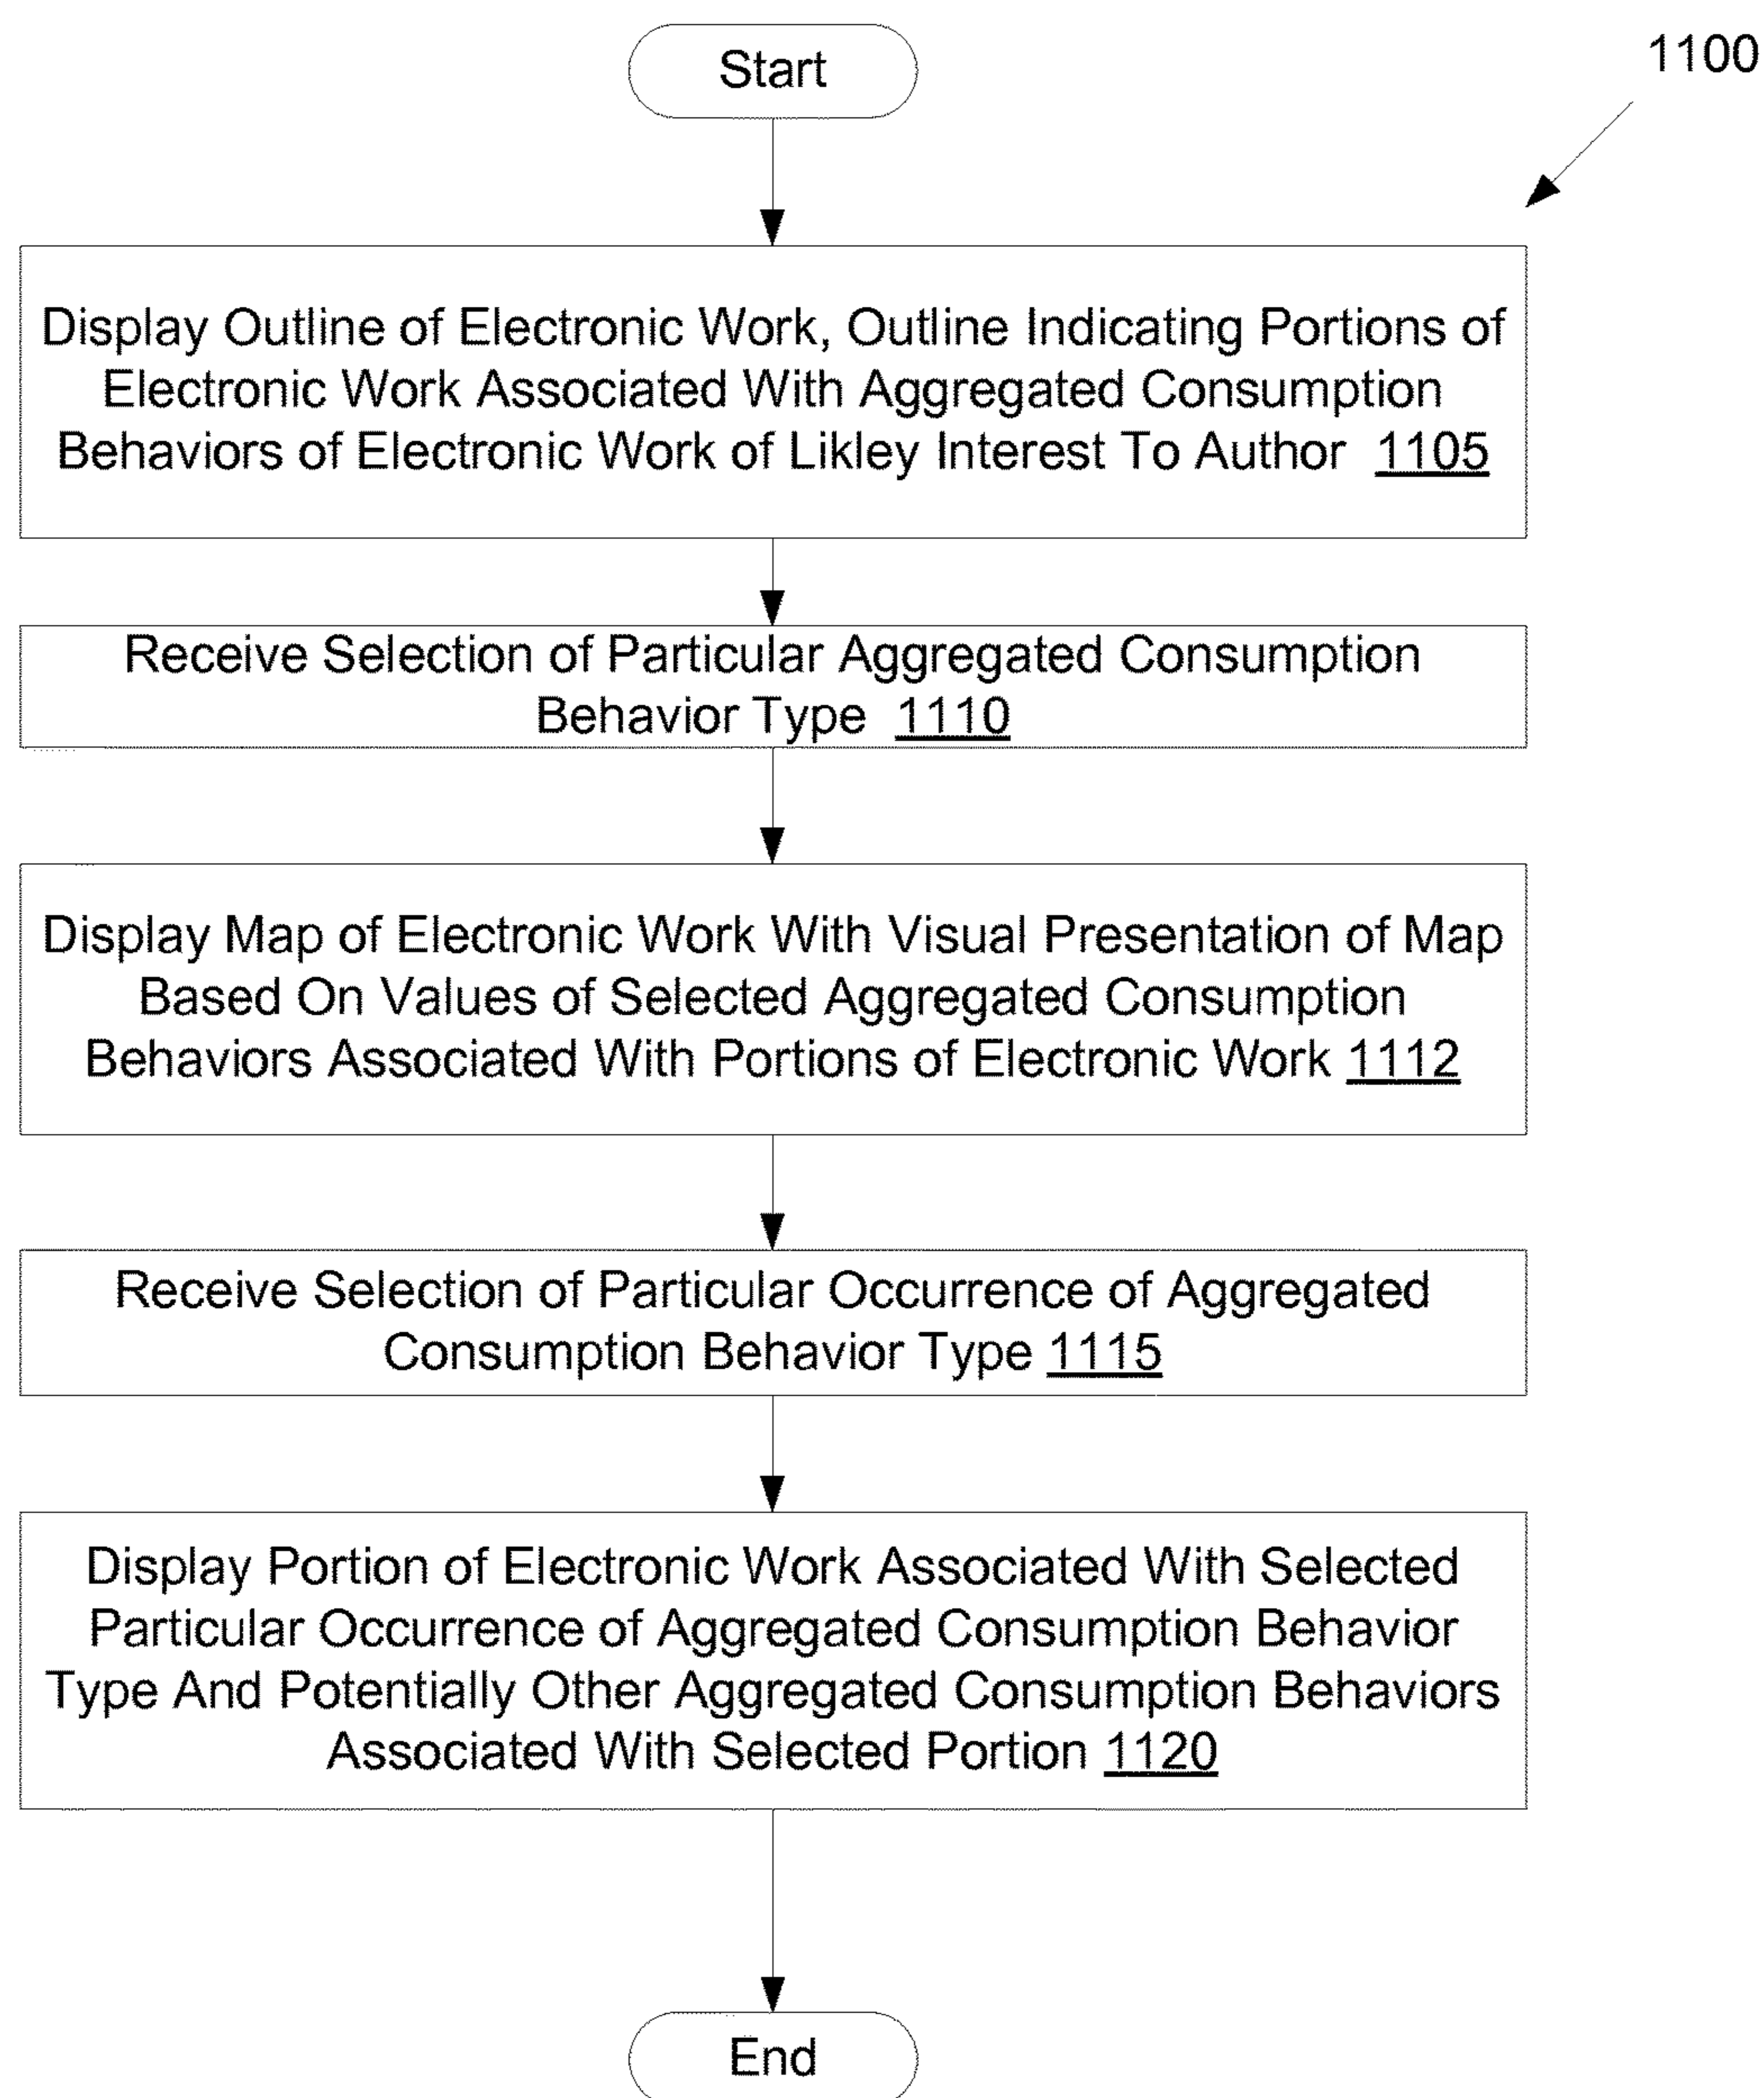 Start
1100
Display Outline of Electronic Work, Outline Indicating Portions of
Electronic Work Associated With Aggregated Consumption
Behaviors of Electronic Work of Likley Interest To Author 1105
Receive Selection of Particular Aggregated Consumption
Behavior Type 1110
Display Map of Electronic Work With Visual Presentation of Map
Based On Values of Selected Aggregated Consumption
Behaviors Associated With Portions of Electronic Work 1112
Receive Selection of Particular Occurrence of Aggregated
Consumption Behavior Type 1115
Display Portion of Electronic Work Associated With Selected
Particular Occurrence of Aggregated Consumption Behavior
Type And Potentially Other Aggregated Consumption Behaviors
Associated With Selected Portion 1120
End